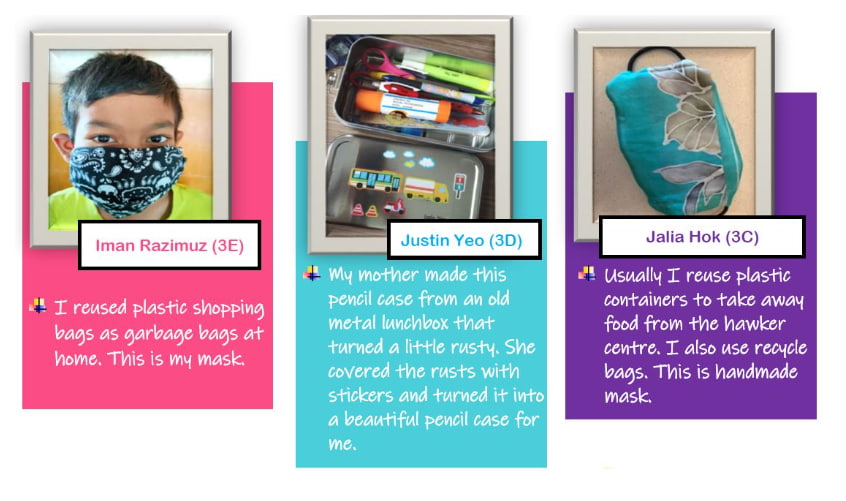 Iman Razimuz (3E)
I reused plastic shopping
bags as garbage bags at
home. This is my mask.
Justin Yeo (3D)
My mother made this
pencil case from an old
metal lunchbox that
turned a little rusty. She
covered the rusts with
stickers and turned it into
a beautiful pencil case for
me.
Jalia Hok (3C)
Usually I reuse plastic
containers to take away
food from the hawker
centre. I also use recycle
bags. This is handmade
mask.